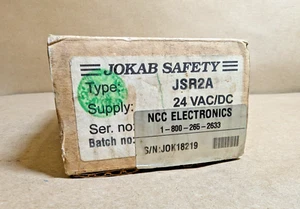 JOKAB SAFETY
Type: JSR2A
Supply: 24 VAC/DC
Ser. no:
Batch no:
NCC ELECTRONICS
1-800-265-2633
S/N:JOK18219